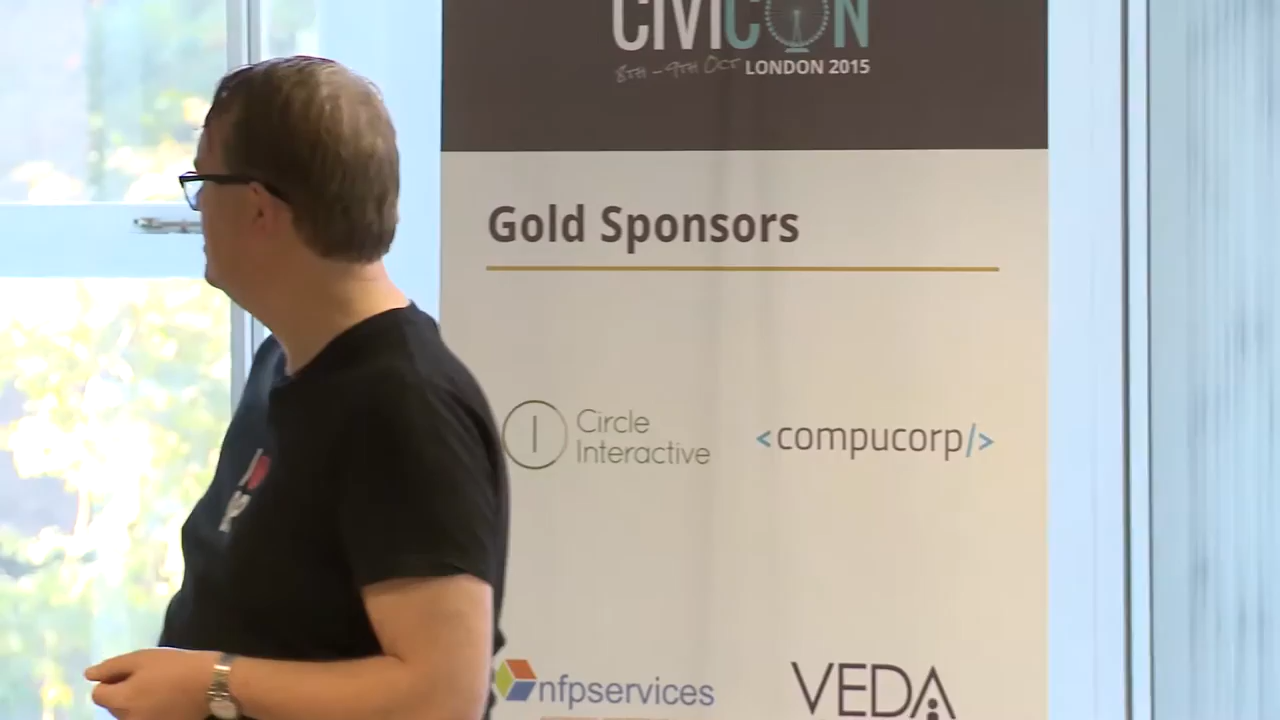 CIVICON
8TH - 9TH OCT LONDON 2015
Gold Sponsors
Circle
Interactive
<compucorp/>
nfpservices
VEDA